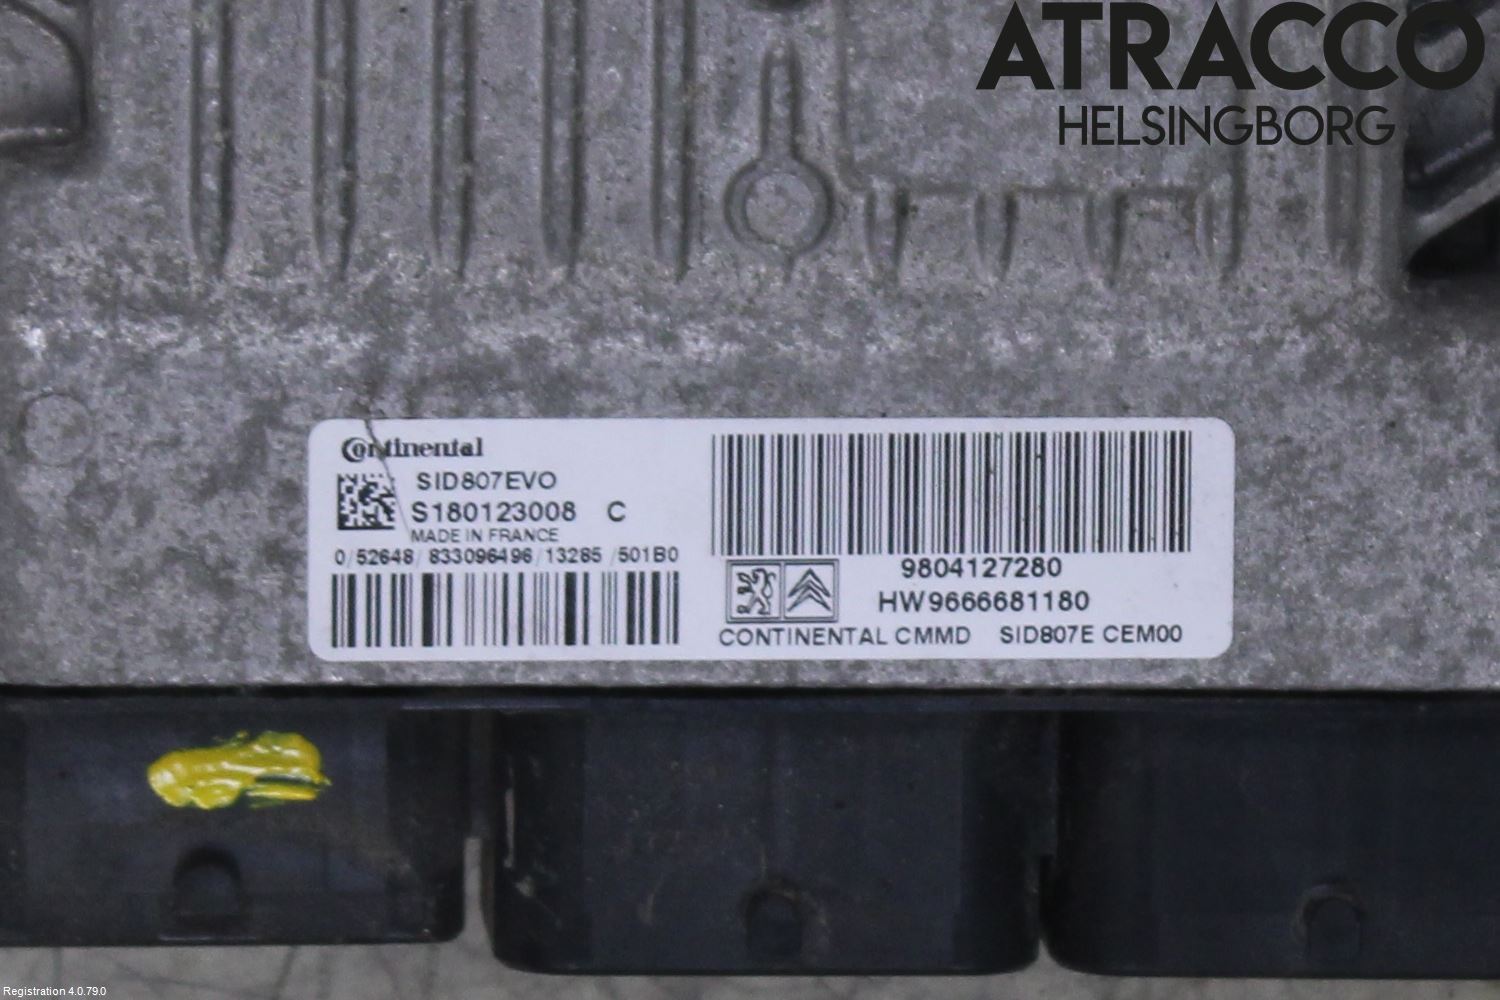 ATRACCO
HELSINGBORG
Continental
SID807EVO
S180123008 C
MADE IN FRANCE
0/52648/833096496/13285/501B0
9804127280
HW9666681180
CONTINENTAL CMMD SID807E CEM00
Registration 4.0.79.0